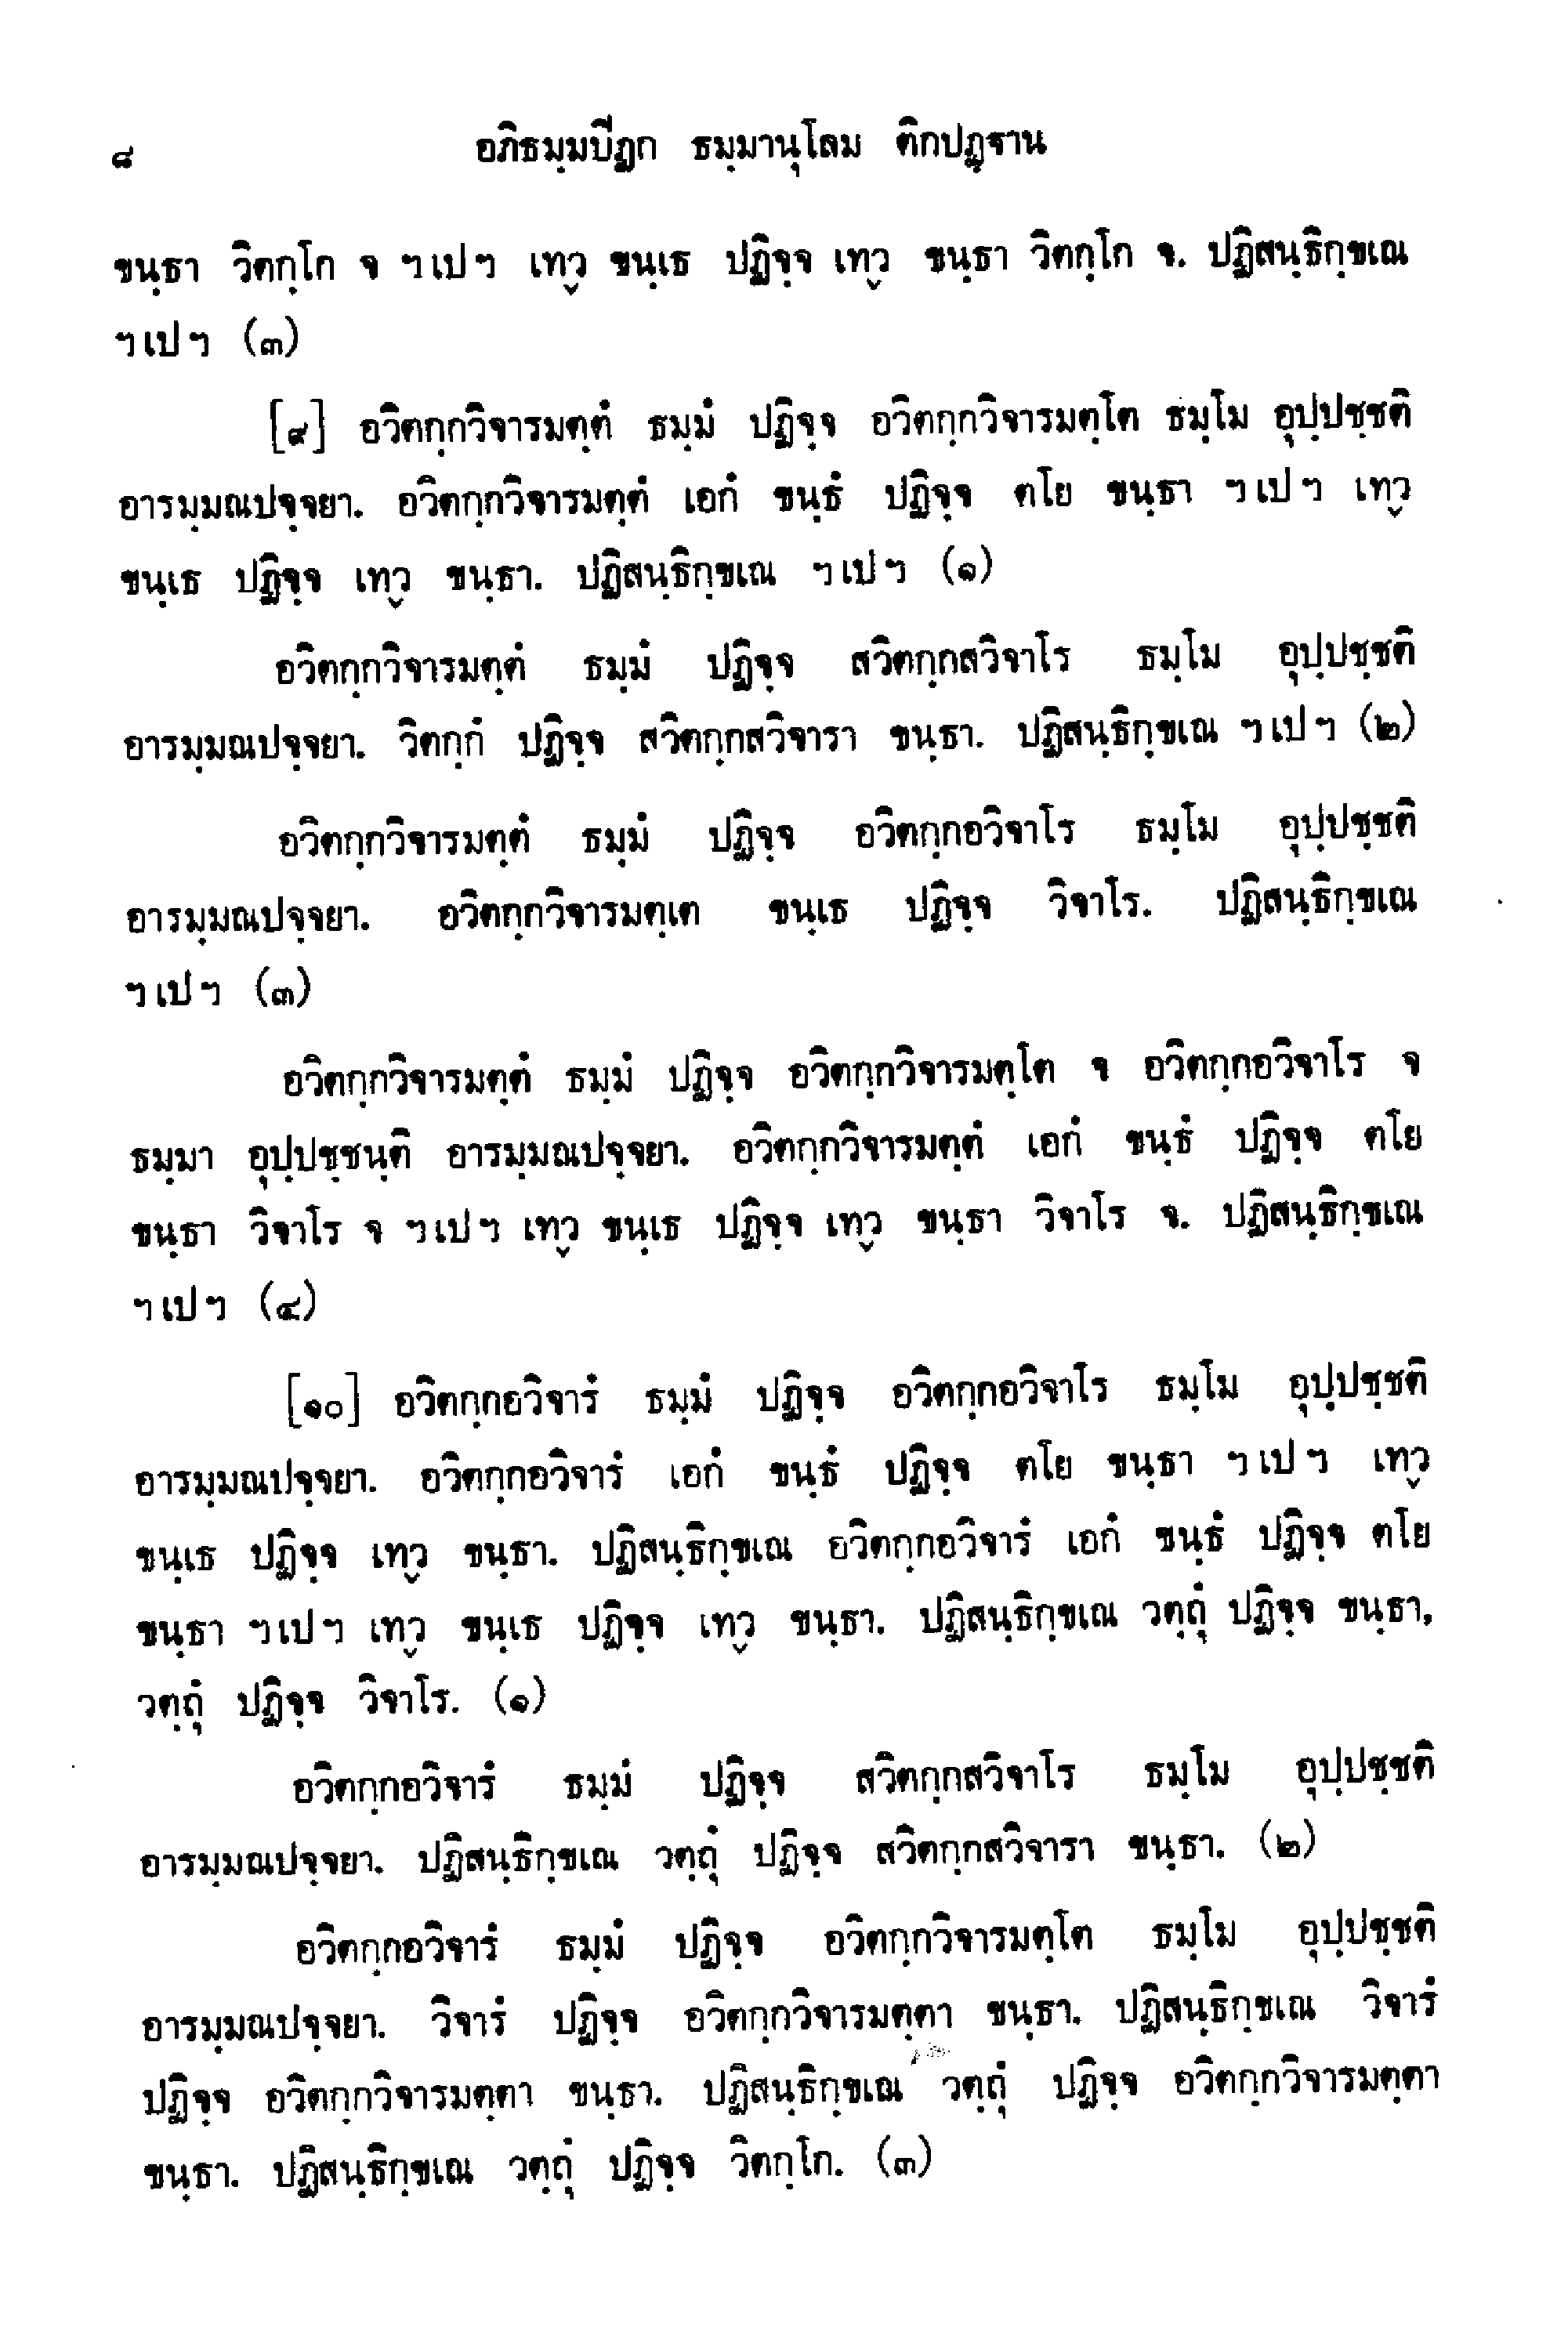 ๘ อภิธมฺมปีฏก ธมฺมานุโลม ติกปฏฺฐาน
ขนฺธา วิตกฺโก จ ฯเปฯ เทฺว ขนฺเธ ปฏิจฺจ เทฺว ขนฺธา วิตกฺโก จ. ปฏิสนฺธิกฺขเณ
ฯเปฯ (๓)
[๙] อวิตกฺกวิจารมตฺตํ ธมฺมํ ปฏิจฺจ อวิตกฺกวิจารมตฺโต ธมฺโม อุปฺปชฺชติ
อารมฺมณปจฺจยา. อวิตกฺกวิจารมตฺตํ เอกํ ขนฺธํ ปฏิจฺจ ตโย ขนฺธา ฯเปฯ เทฺว
ขนฺเธ ปฏิจฺจ เทฺว ขนฺธา. ปฏิสนฺธิกฺขเณ ฯเปฯ (๑)
อวิตกฺกวิจารมตฺตํ ธมฺมํ ปฏิจฺจ สวิตกฺกสวิจาโร ธมฺโม อุปฺปชฺชติ
อารมฺมณปจฺจยา. วิตกฺกํ ปฏิจฺจ สวิตกฺกสวิจารา ขนฺธา. ปฏิสนฺธิกฺขเณ ฯเปฯ (๒)
อวิตกฺกวิจารมตฺตํ ธมฺมํ ปฏิจฺจ อวิตกฺกอวิจาโร ธมฺโม อุปฺปชฺชติ
อารมฺมณปจฺจยา. อวิตกฺกวิจารมตฺเต ขนฺเธ ปฏิจฺจ วิจาโร. ปฏิสนฺธิกฺขเณ
ฯเปฯ (๓)
อวิตกฺกวิจารมตฺตํ ธมฺมํ ปฏิจฺจ อวิตกฺกวิจารมตฺโต จ อวิตกฺกอวิจาโร จ
ธมฺมา อุปฺปชฺชนฺติ อารมฺมณปจฺจยา. อวิตกฺกวิจารมตฺตํ เอกํ ขนฺธํ ปฏิจฺจ ตโย
ขนฺธา วิจาโร จ ฯเปฯ เทฺว ขนฺเธ ปฏิจฺจ เทฺว ขนฺธา วิจาโร จ. ปฏิสนฺธิกฺขเณ
ฯเปฯ (๔)
[๑๐] อวิตกฺกอวิจารํ ธมฺมํ ปฏิจฺจ อวิตกฺกอวิจาโร ธมฺโม อุปฺปชฺชติ
อารมฺมณปจฺจยา. อวิตกฺกอวิจารํ เอกํ ขนฺธํ ปฏิจฺจ ตโย ขนฺธา ฯเปฯ เทฺว
ขนฺเธ ปฏิจฺจ เทฺว ขนฺธา. ปฏิสนฺธิกฺขเณ อวิตกฺกอวิจารํ เอกํ ขนฺธํ ปฏิจฺจ ตโย
ขนฺธา ฯเปฯ เทฺว ขนฺเธ ปฏิจฺจ เทฺว ขนฺธา. ปฏิสนฺธิกฺขเณ วตฺถุํ ปฏิจฺจ ขนฺธา,
วตฺถุํ ปฏิจฺจ วิจาโร. (๑)
อวิตกฺกอวิจารํ ธมฺมํ ปฏิจฺจ สวิตกฺกสวิจาโร ธมฺโม อุปฺปชฺชติ
อารมฺมณปจฺจยา. ปฏิสนฺธิกฺขเณ วตฺถุํ ปฏิจฺจ สวิตกฺกสวิจารา ขนฺธา. (๒)
อวิตกฺกอวิจารํ ธมฺมํ ปฏิจฺจ อวิตกฺกวิจารมตฺโต ธมฺโม อุปฺปชฺชติ
อารมฺมณปจฺจยา. วิจารํ ปฏิจฺจ อวิตกฺกวิจารมตฺตา ขนฺธา. ปฏิสนฺธิกฺขเณ วิจารํ
ปฏิจฺจ อวิตกฺกวิจารมตฺตา ขนฺธา. ปฏิสนฺธิกฺขเณ วตฺถุํ ปฏิจฺจ อวิตกฺกวิจารมตฺตา
ขนฺธา. ปฏิสนฺธิกฺขเณ วตฺถุํ ปฏิจฺจ วิตกฺโก. (๓)